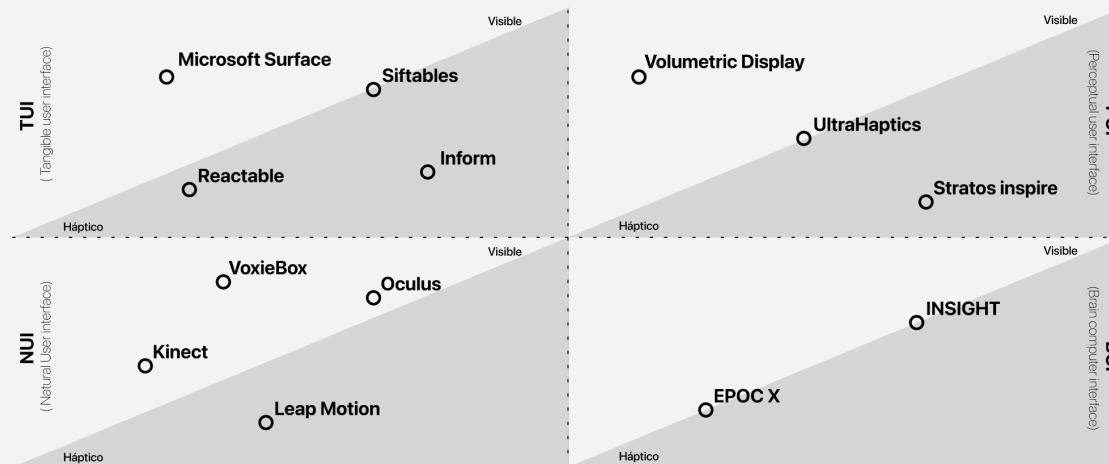 Visible
Microsoft Surface
Siftables
TUI
( Tangible user interface)
Inform
Reactable
Háptico
Visible
Volumetric Display
UltraHaptics
(Perceptual user interface)
Stratos inspire
Háptico
Visible
VoxieBox
Oculus
NUI
( Natural User interface)
Kinect
Leap Motion
Háptico
Visible
INSIGHT
(Brain computer interface)
EPOC X
Háptico